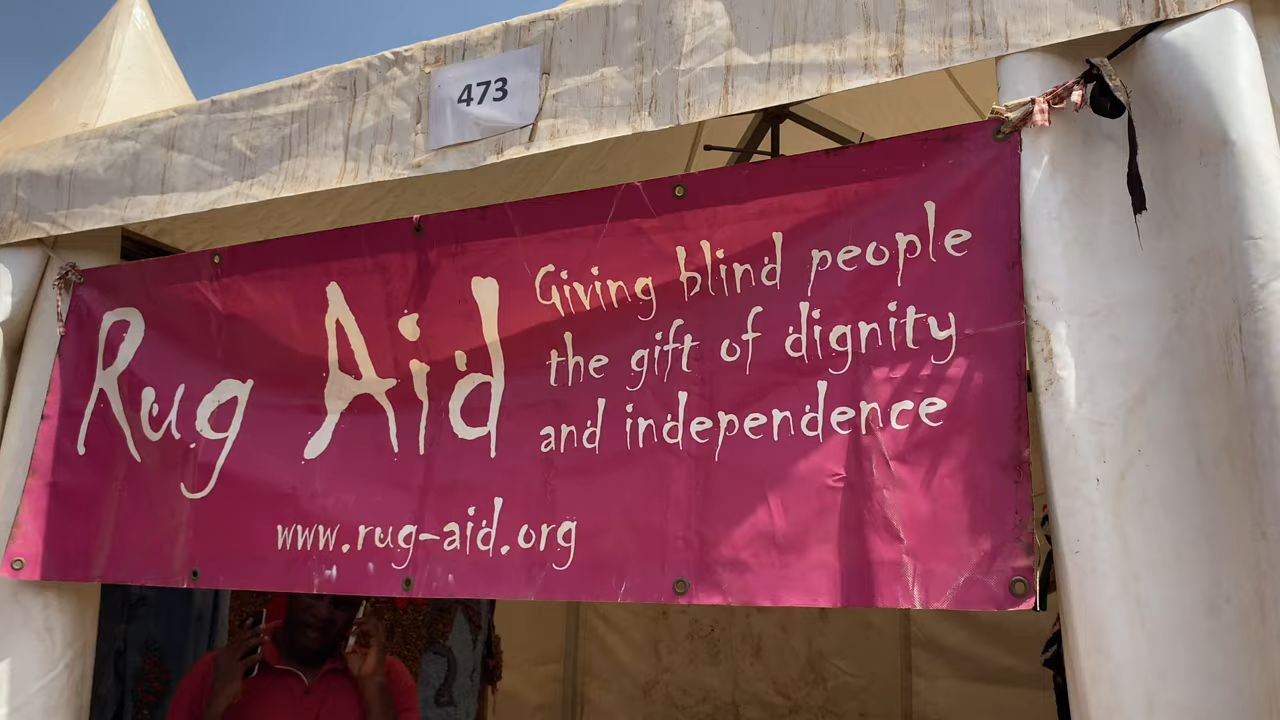 473
Rug Aid
Giving blind people
the gift of dignity
and independence
www.rug-aid.org